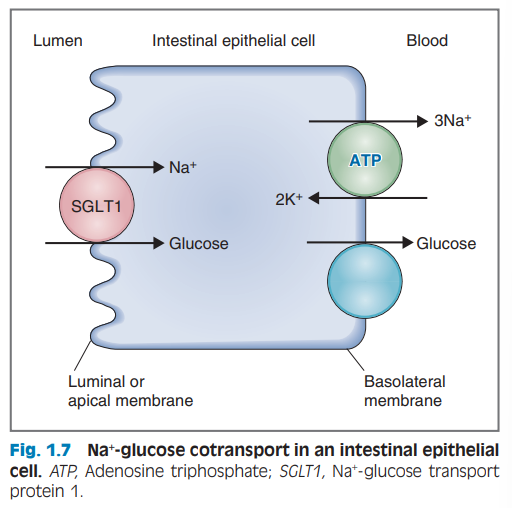 Lumen Intestinal epithelial cell Blood
3Na⁺
Na⁺
ATP
SGLT1
2K⁺
Glucose
Glucose
Luminal or
apical membrane
Basolateral
membrane
Fig. 1.7 Na⁺-glucose cotransport in an intestinal epithelial
cell. ATP, Adenosine triphosphate; SGLT1, Na⁺-glucose transport
protein 1.